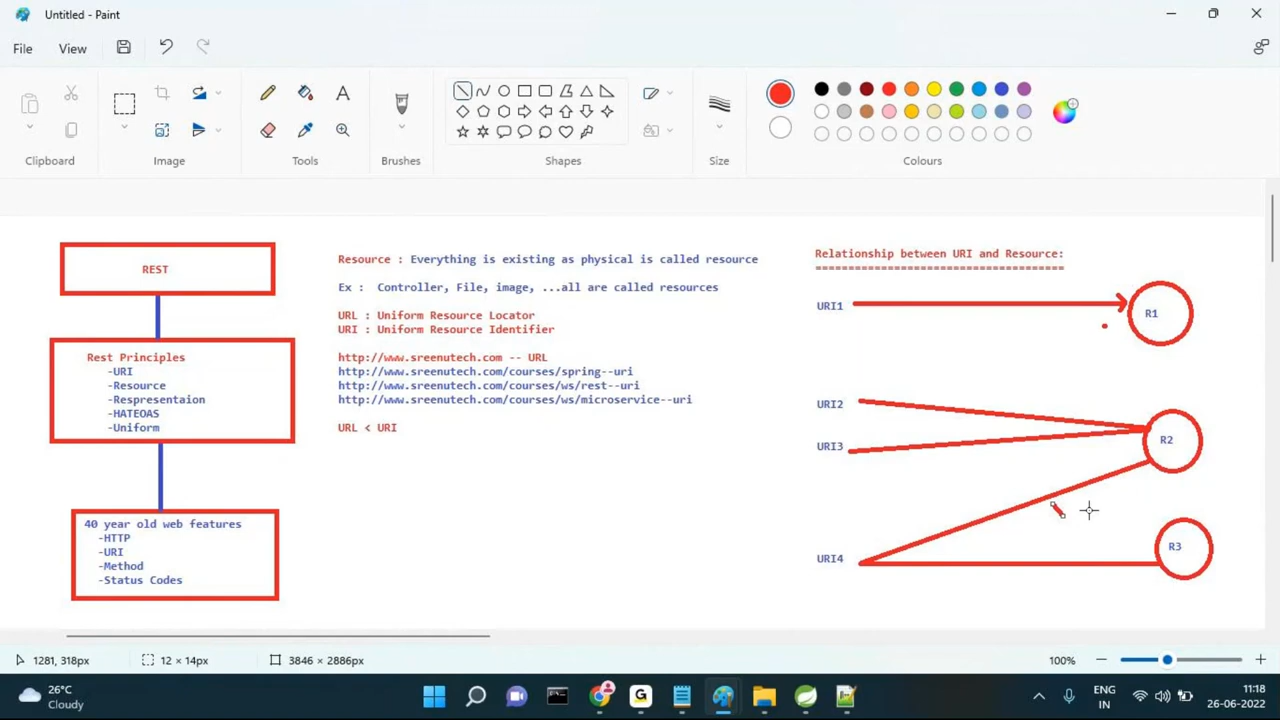 Untitled - Paint
File View
Clipboard
Image
Tools
Brushes
Shapes
Size
Colours
REST
Rest Principles
-URI
-Resource
-Respresentaion
-HATEOAS
-Uniform
40 year old web features
-HTTP
-URI
-Method
-Status Codes
Resource : Everything is existing as physical is called resource
Ex : Controller, File, image, ...all are called resources
URL : Uniform Resource Locator
URI : Uniform Resource Identifier
http://www.sreenutech.com -- URL
http://www.sreenutech.com/courses/spring--uri
http://www.sreenutech.com/courses/ws/rest--uri
http://www.sreenutech.com/courses/ws/microservice--uri
URL < URI
Relationship between URI and Resource:
======================================
URI1
R1
URI2
URI3
R2
URI4
R3
1281, 318px
12 × 14px
3846 × 2886px
100%
26°C
Cloudy
ENG
IN
11:18
26-06-2022